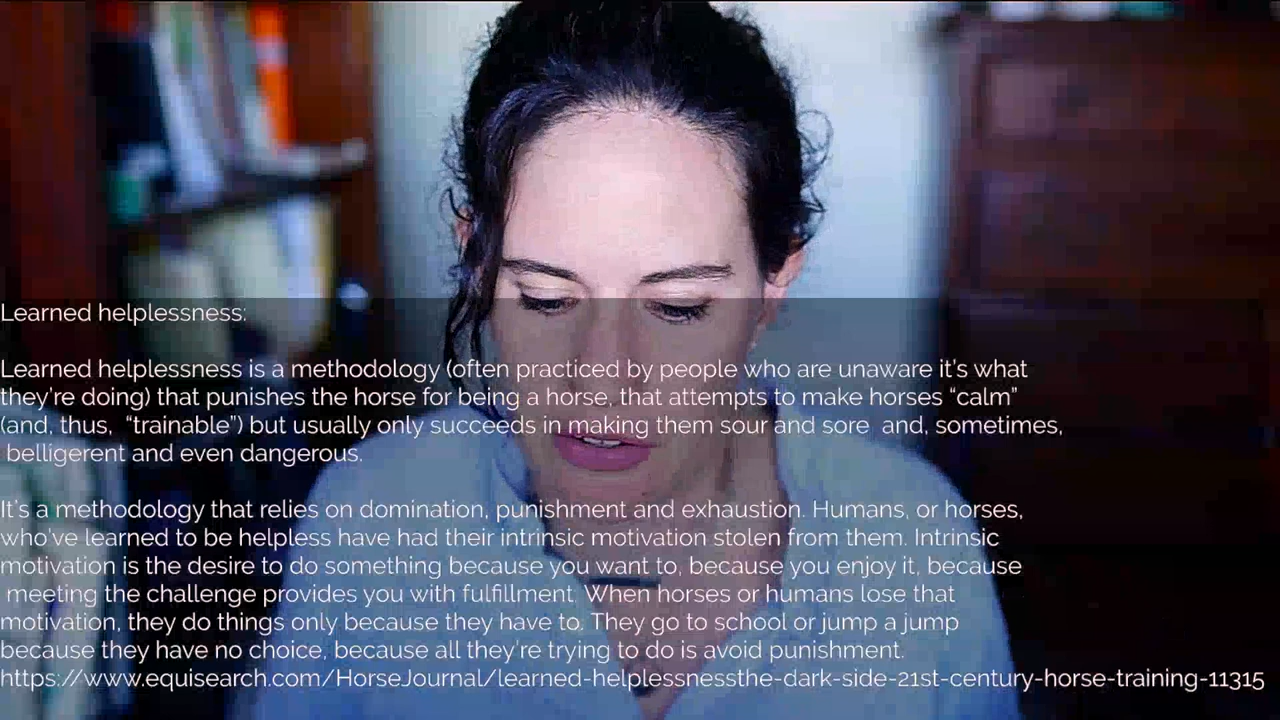 Learned helplessness:
Learned helplessness is a methodology (often practiced by people who are unaware it's what
they're doing) that punishes the horse for being a horse, that attempts to make horses “calm”
(and, thus, “trainable”) but usually only succeeds in making them sour and sore and, sometimes,
belligerent and even dangerous.
It's a methodology that relies on domination, punishment and exhaustion. Humans, or horses,
who've learned to be helpless have had their intrinsic motivation stolen from them. Intrinsic
motivation is the desire to do something because you want to, because you enjoy it, because
meeting the challenge provides you with fulfillment. When horses or humans lose that
motivation, they do things only because they have to. They go to school or jump a jump
because they have no choice, because all they're trying to do is avoid punishment.
https://www.equisearch.com/HorseJournal/learned-helplessnessthe-dark-side-21st-century-horse-training-11315